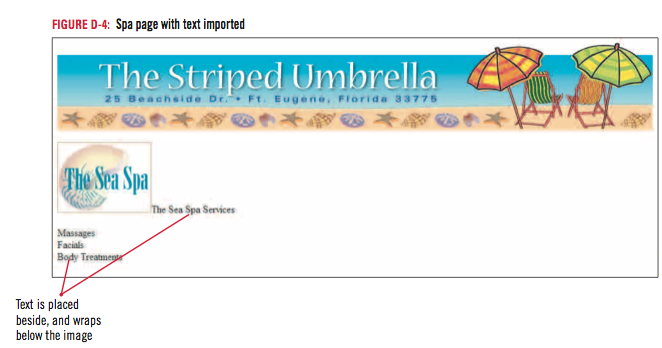 FIGURE D-4: Spa page with text imported
The Striped Umbrella
25 Beachside Dr. • Ft. Eugene, Florida 33775
The Sea Spa
The Sea Spa Services
Massages
Facials
Body Treatments
Text is placed
beside, and wraps
below the image